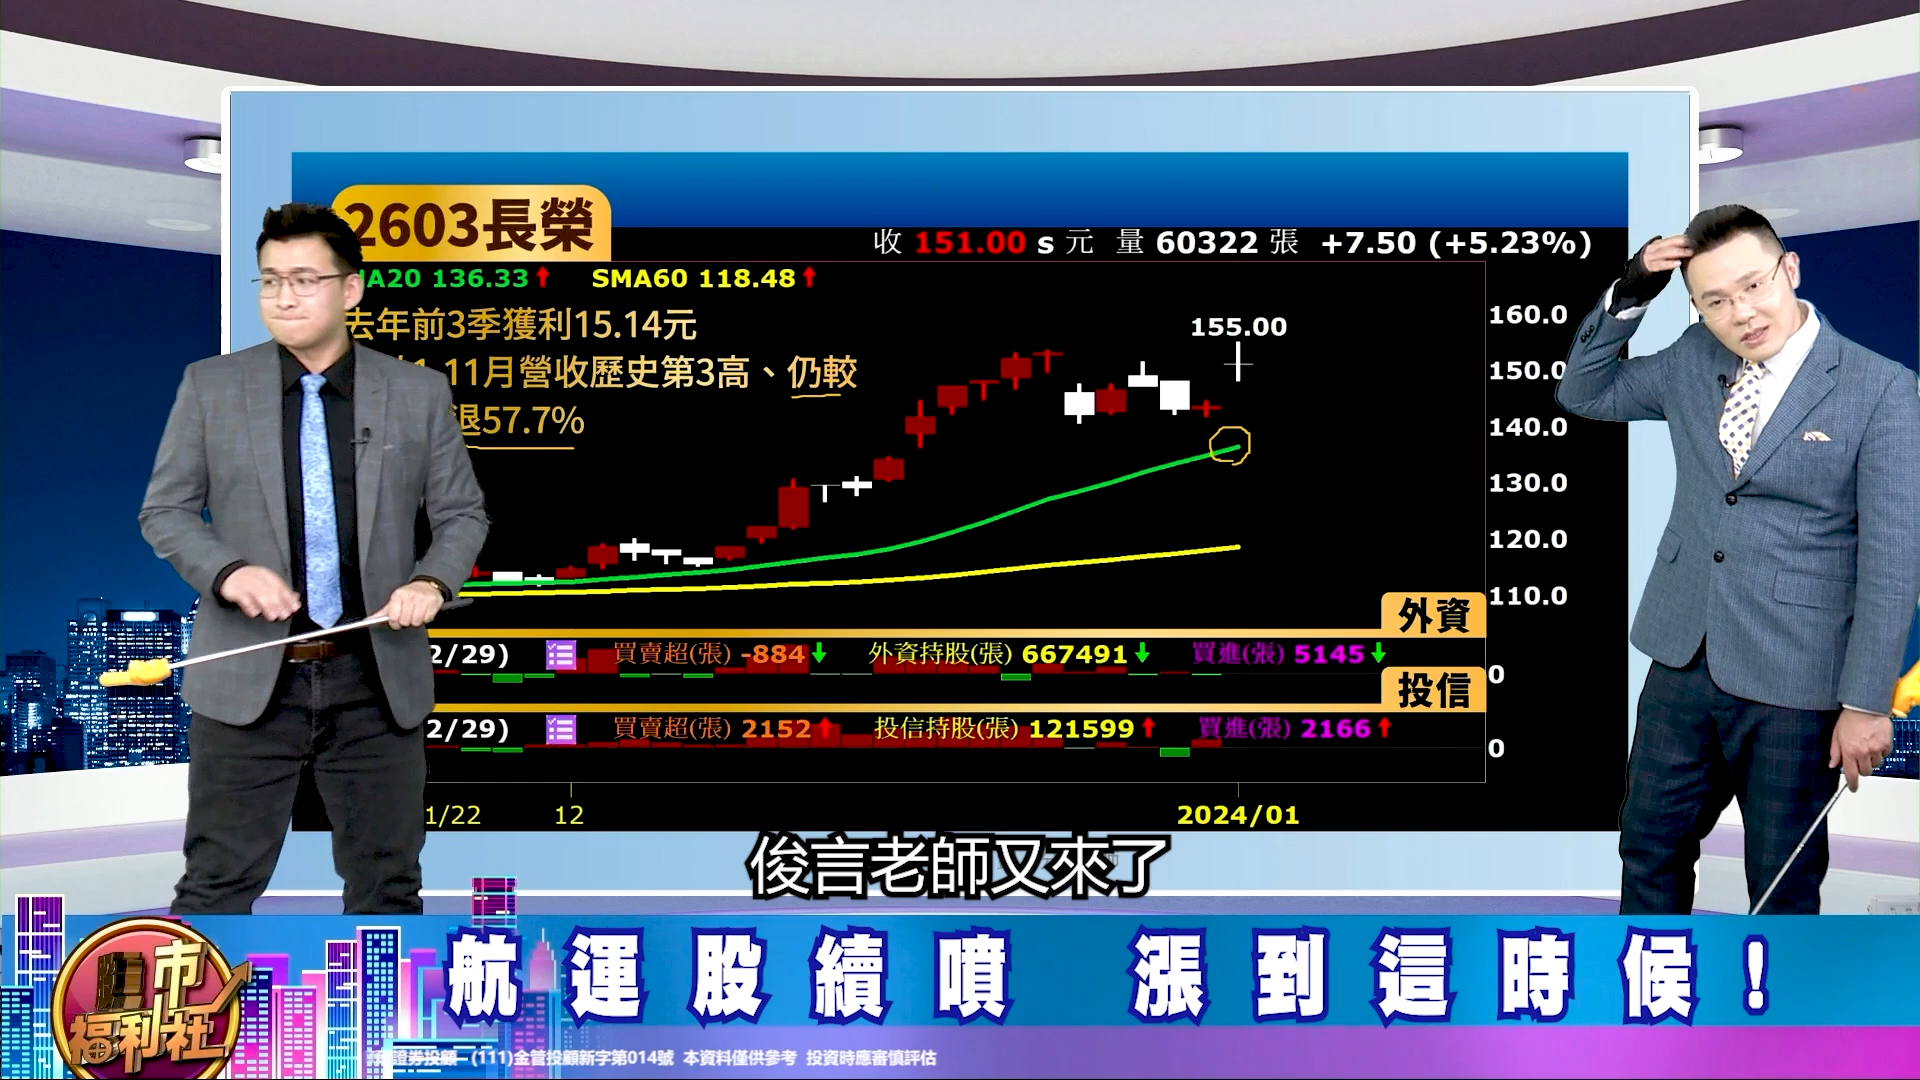 2603長榮
收 151.00 s 元 量 60322 張 +7.50 (+5.23%)
A20 136.33↑ SMA60 118.48↑
去年前3季獲利15.14元
11月營收歷史第3高、仍較
退57.7%
155.00
160.0
150.0
140.0
130.0
120.0
110.0
外資
2/29) 買賣超(張) -884↓ 外資持股(張) 667491↓ 買進(張) 5145↓
0
投信
2/29) 買賣超(張) 2152↑ 投信持股(張) 121599↑ 買進(張) 2166↑
0
1/22 12 2024/01
俊言老師又來了
航運股續噴 漲到這時候!
股市
福利社
證券投顧 (111)金管投顧新字第014號 本資料僅供參考 投資時應審慎評估